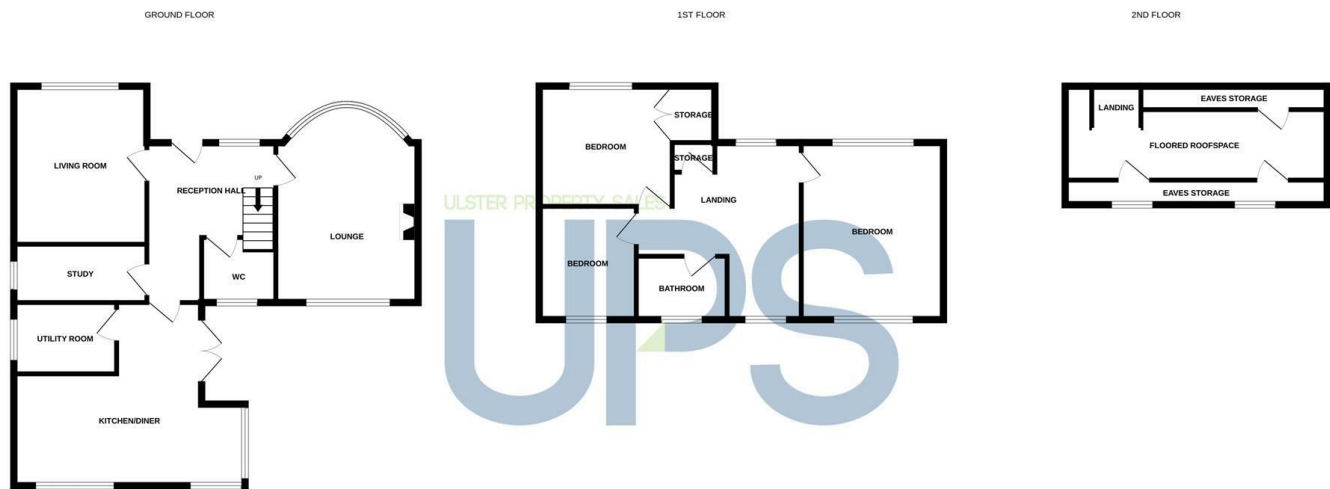 GROUND FLOOR
1ST FLOOR
2ND FLOOR
LIVING ROOM
RECEPTION HALL
UP
LOUNGE
STUDY
WC
UTILITY ROOM
KITCHEN/DINER
BEDROOM
STORAGE
STORAGE
LANDING
BEDROOM
BEDROOM
BATHROOM
LANDING
EAVES STORAGE
FLOORED ROOFSPACE
EAVES STORAGE
ULSTER PROPERTY SALES
UPS